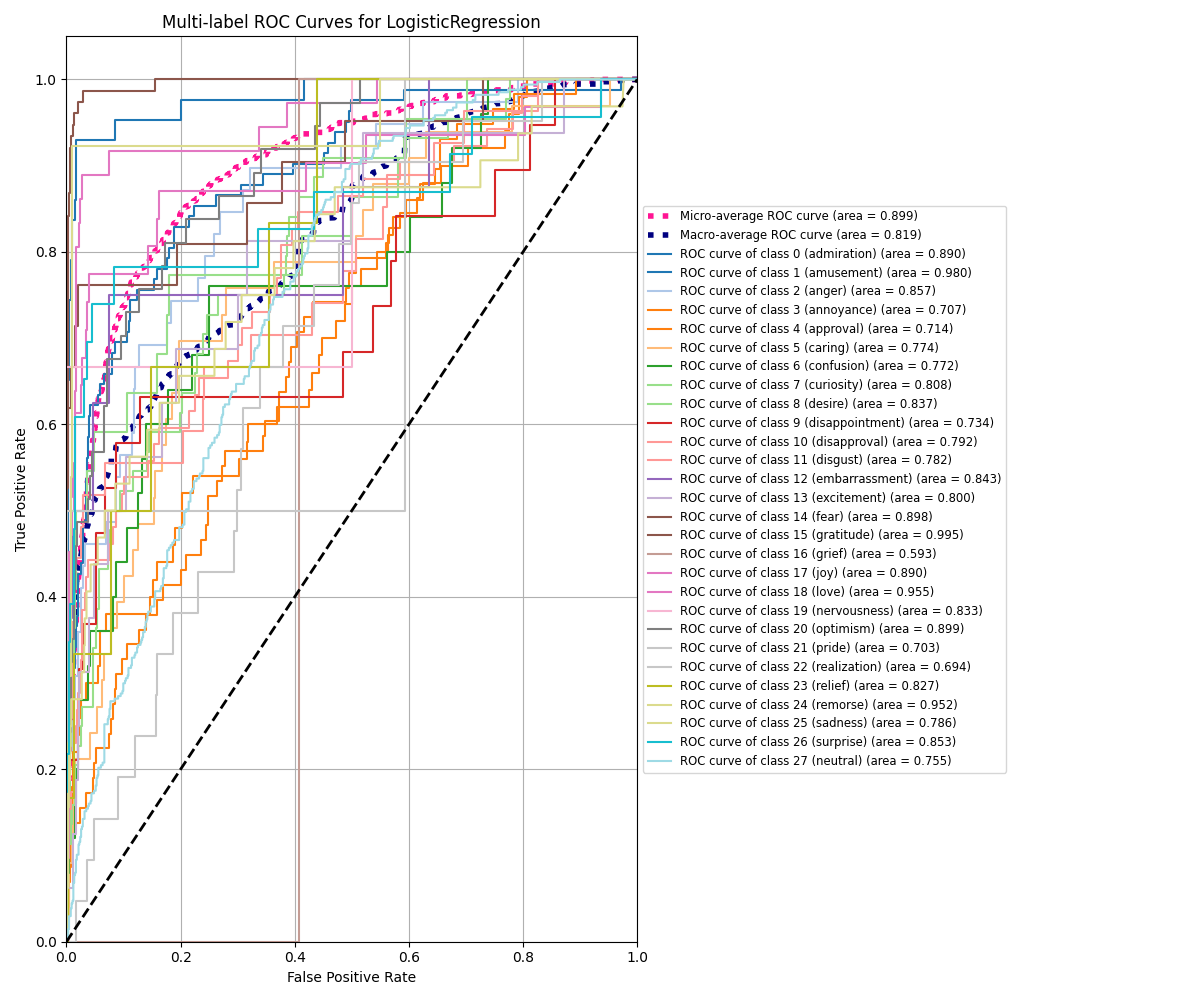 Multi-label ROC Curves for LogisticRegression
True Positive Rate
1.0
0.8
0.6
0.4
0.2
0.0
0.0 0.2 0.4 0.6 0.8 1.0
False Positive Rate
Micro-average ROC curve (area = 0.899)
Macro-average ROC curve (area = 0.819)
ROC curve of class 0 (admiration) (area = 0.890)
ROC curve of class 1 (amusement) (area = 0.980)
ROC curve of class 2 (anger) (area = 0.857)
ROC curve of class 3 (annoyance) (area = 0.707)
ROC curve of class 4 (approval) (area = 0.714)
ROC curve of class 5 (caring) (area = 0.774)
ROC curve of class 6 (confusion) (area = 0.772)
ROC curve of class 7 (curiosity) (area = 0.808)
ROC curve of class 8 (desire) (area = 0.837)
ROC curve of class 9 (disappointment) (area = 0.734)
ROC curve of class 10 (disapproval) (area = 0.792)
ROC curve of class 11 (disgust) (area = 0.782)
ROC curve of class 12 (embarrassment) (area = 0.843)
ROC curve of class 13 (excitement) (area = 0.800)
ROC curve of class 14 (fear) (area = 0.898)
ROC curve of class 15 (gratitude) (area = 0.995)
ROC curve of class 16 (grief) (area = 0.593)
ROC curve of class 17 (joy) (area = 0.890)
ROC curve of class 18 (love) (area = 0.955)
ROC curve of class 19 (nervousness) (area = 0.833)
ROC curve of class 20 (optimism) (area = 0.899)
ROC curve of class 21 (pride) (area = 0.703)
ROC curve of class 22 (realization) (area = 0.694)
ROC curve of class 23 (relief) (area = 0.827)
ROC curve of class 24 (remorse) (area = 0.952)
ROC curve of class 25 (sadness) (area = 0.786)
ROC curve of class 26 (surprise) (area = 0.853)
ROC curve of class 27 (neutral) (area = 0.755)